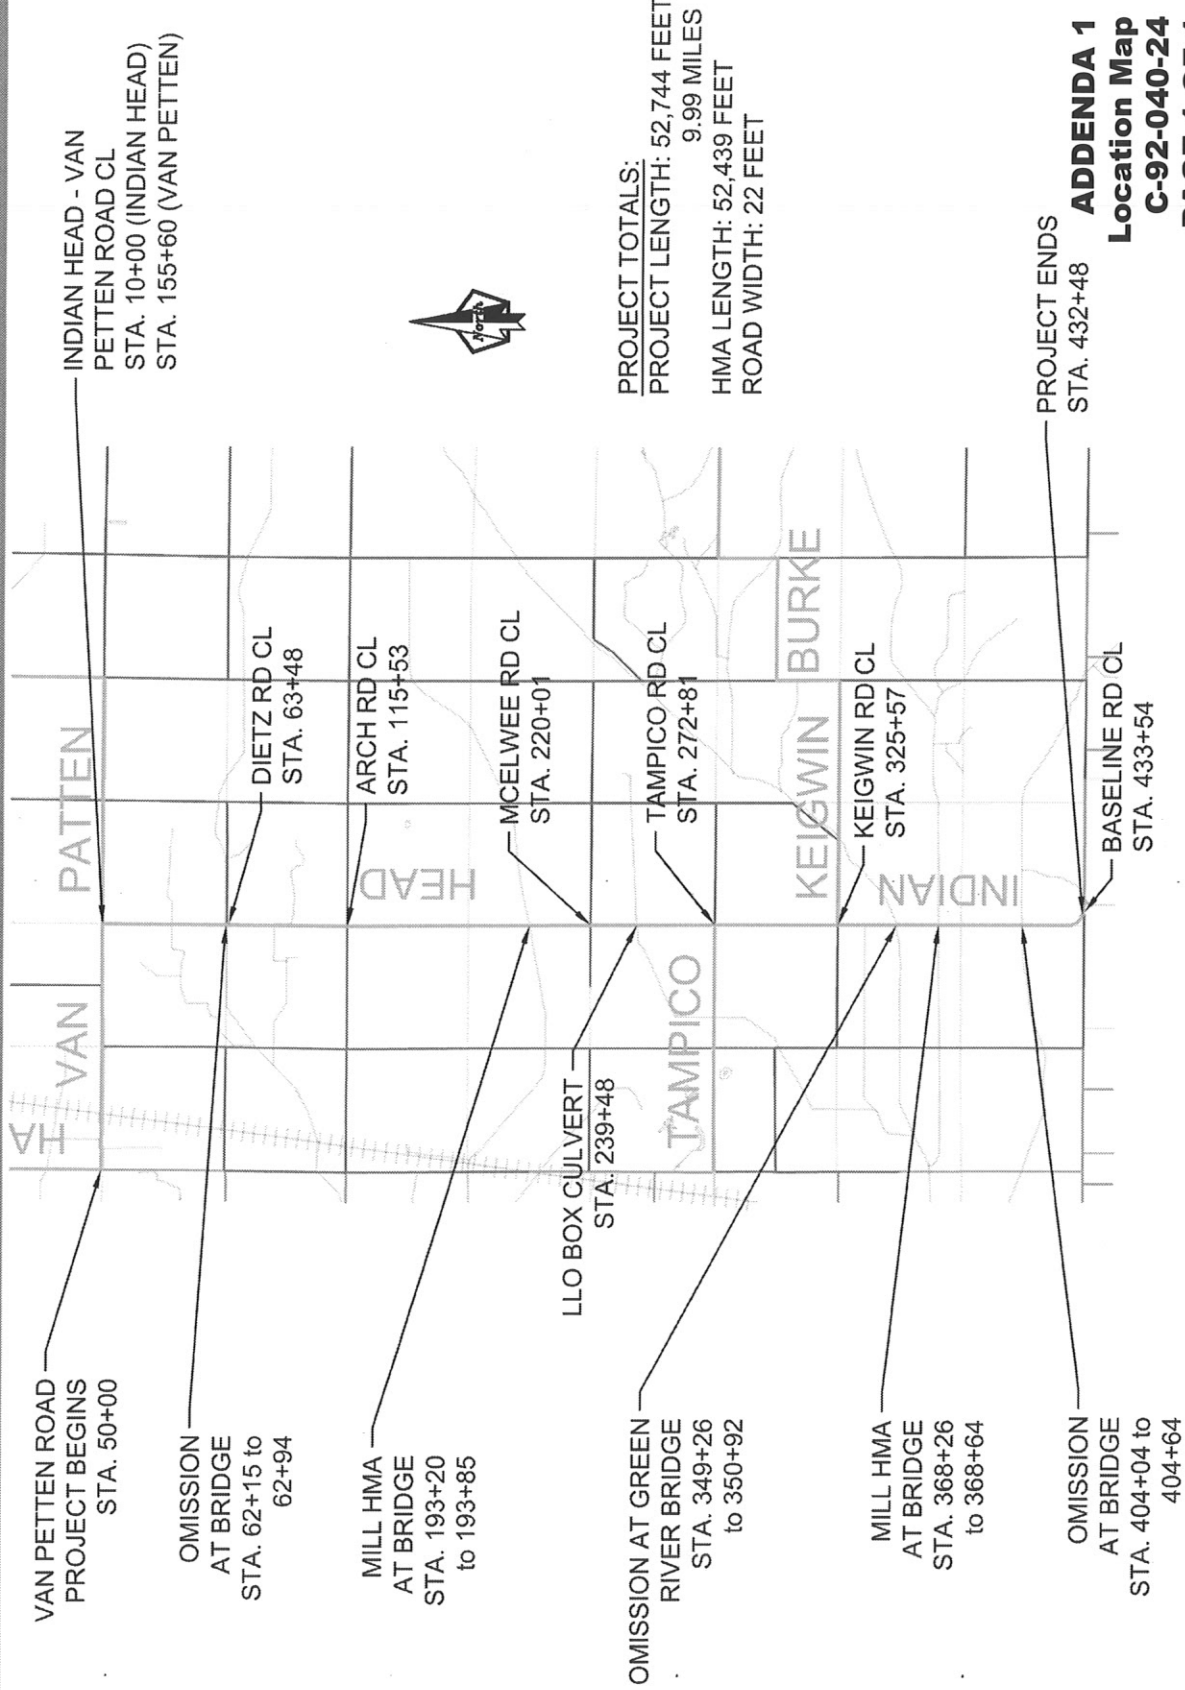 VAN PETTEN ROAD
PROJECT BEGINS
STA. 50+00
OMISSION
AT BRIDGE
STA. 62+15 to
62+94
MILL HMA
AT BRIDGE
STA. 193+20
to 193+85
LLO BOX CULVERT
STA. 239+48
OMISSION AT GREEN
RIVER BRIDGE
STA. 349+26
to 350+92
MILL HMA
AT BRIDGE
STA. 368+26
to 368+64
OMISSION
AT BRIDGE
STA. 404+04 to
404+64
HA
VAN
PATTEN
HEAD
TAMPICO
KEIGWIN
BURKE
INDIAN
DIETZ RD CL
STA. 63+48
ARCH RD CL
STA. 115+53
MCELWEE RD CL
STA. 220+01
TAMPICO RD CL
STA. 272+81
KEIGWIN RD CL
STA. 325+57
BASELINE RD CL
STA. 433+54
INDIAN HEAD - VAN
PETTEN ROAD CL
STA. 10+00 (INDIAN HEAD)
STA. 155+60 (VAN PETTEN)
North
PROJECT TOTALS:
PROJECT LENGTH: 52,744 FEET
9.99 MILES
HMA LENGTH: 52,439 FEET
ROAD WIDTH: 22 FEET
PROJECT ENDS
STA. 432+48
ADDENDA 1
Location Map
C-92-040-24